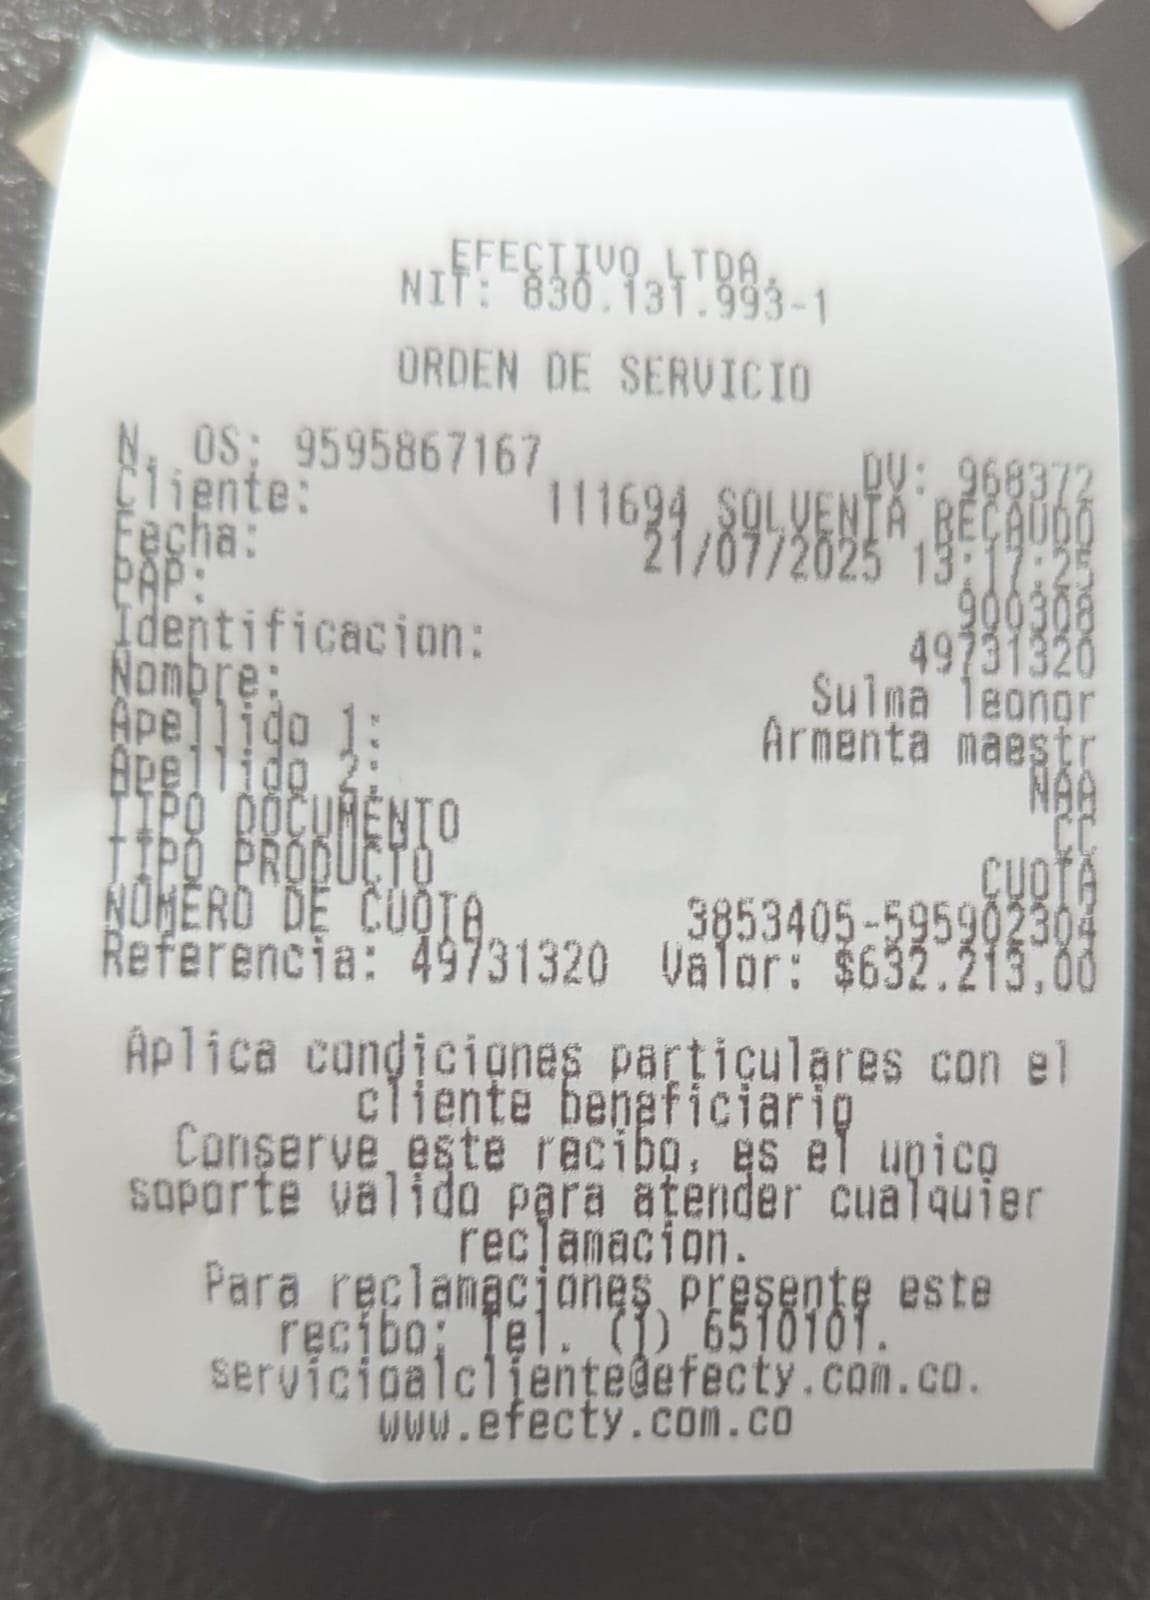 EFECTIVO LTDA.
NIT: 830.131.993-1
ORDEN DE SERVICIO
N. OS: 9595867167 DV: 968372
Cliente: 111694 SOLVENTA RECAUDO
Fecha: 21/07/2025 13:17:25
PAP: 900308
Identificacion: 49731320
Nombre: Sulma leonor
Apellido 1: Armenta maestr
Apellido 2: NAA
TIPO DOCUMENTO CC
TIPO PRODUCTO CUOTA
NUMERO DE CUOTA 3853405-595902304
Referencia: 49731320 Valor: $632.213,00
Aplica condiciones particulares con el
cliente beneficiario
Conserve este recibo, es el unico
soporte valido para atender cualquier
reclamacion.
Para reclamaciones presente este
recibo: Tel. (1) 6510101.
servicioalcliente@efecty.com.co.
www.efecty.com.co